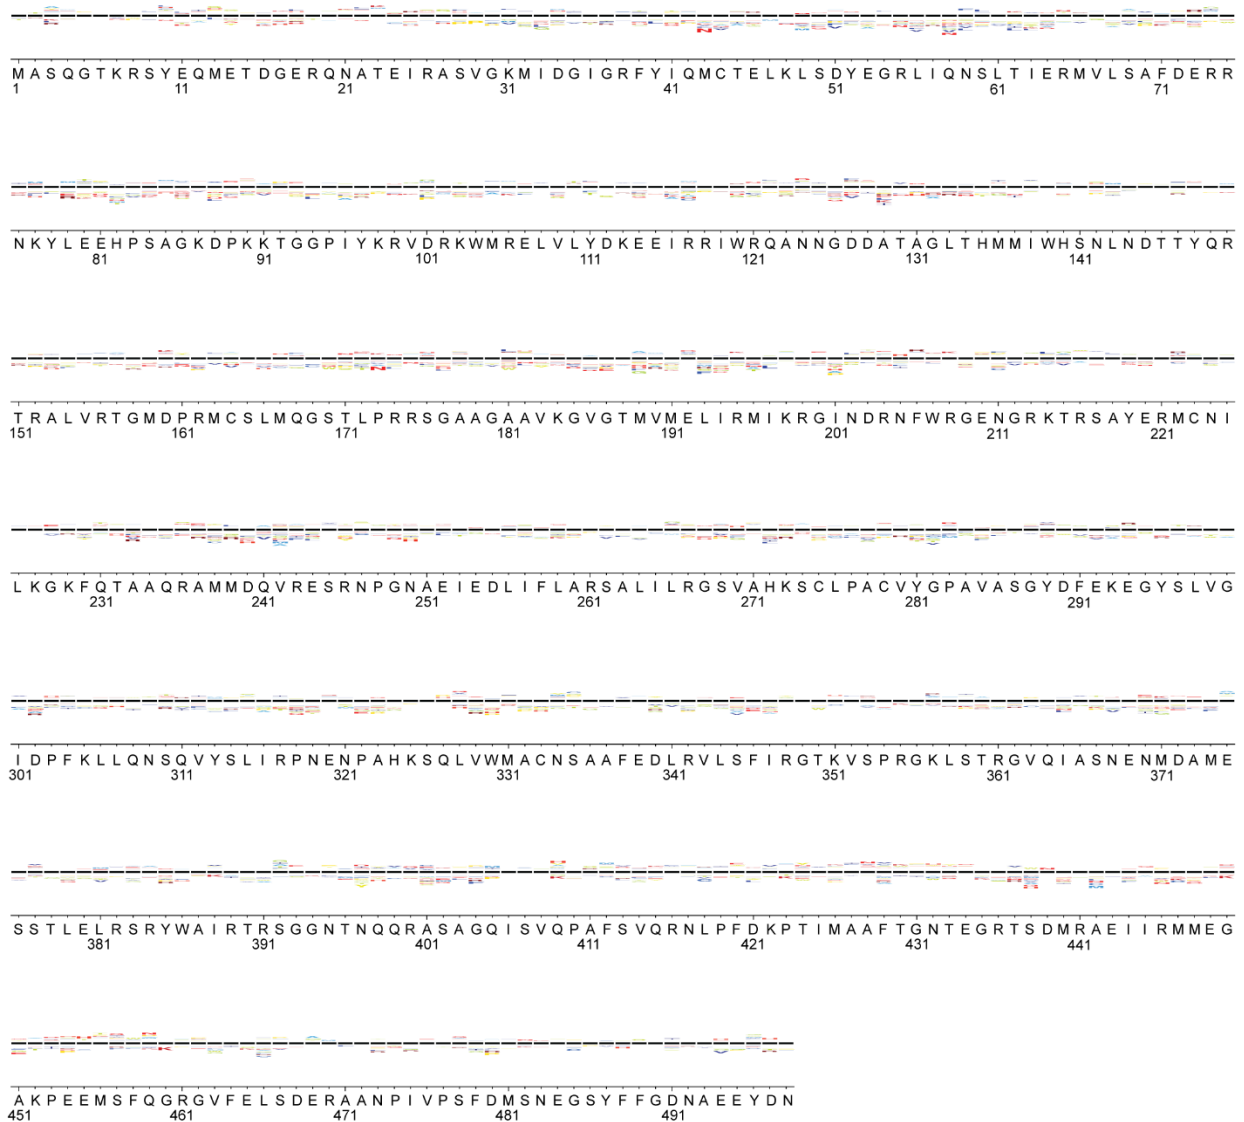 M A S Q G T K R S Y E Q M E T D G E R Q N A T E I R A S V G K M I D G I G R F Y I Q M C T E L K L S D Y E G R L I Q N S L T I E R M V L S A F D E R R
1 11 21 31 41 51 61 71
N K Y L E E H P S A G K D P K K T G G P I Y K R V D R K W M R E L V L Y D K E E I R R I W R Q A N N G D D A T A G L T H M M I W H S N L N D T T Y Q R
81 91 101 111 121 131 141
T R A L V R T G M D P R M C S L M Q G S T L P R R S G A A G A A V K G V G T M V M E L I R M I K R G I N D R N F W R G E N G R K T R S A Y E R M C N I
151 161 171 181 191 201 211 221
L K G K F Q T A A Q R A M M D Q V R E S R N P G N A E I E D L I F L A R S A L I L R G S V A H K S C L P A C V Y G P A V A S G Y D F E K E G Y S L V G
231 241 251 261 271 281 291
I D P F K L L Q N S Q V Y S L I R P N E N P A H K S Q L V W M A C N S A A F E D L R V L S F I R G T K V S P R G K L S T R G V Q I A S N E N M D A M E
301 311 321 331 341 351 361 371
S S T L E L R S R Y W A I R T R S G G N T N Q Q R A S A G Q I S V Q P A F S V Q R N L P F D K P T I M A A F T G N T E G R T S D M R A E I I R M M E G
381 391 401 411 421 431 441
A K P E E M S F Q G R G V F E L S D E R A A N P I V P S F D M S N E G S Y F F G D N A E E Y D N
451 461 471 481 491